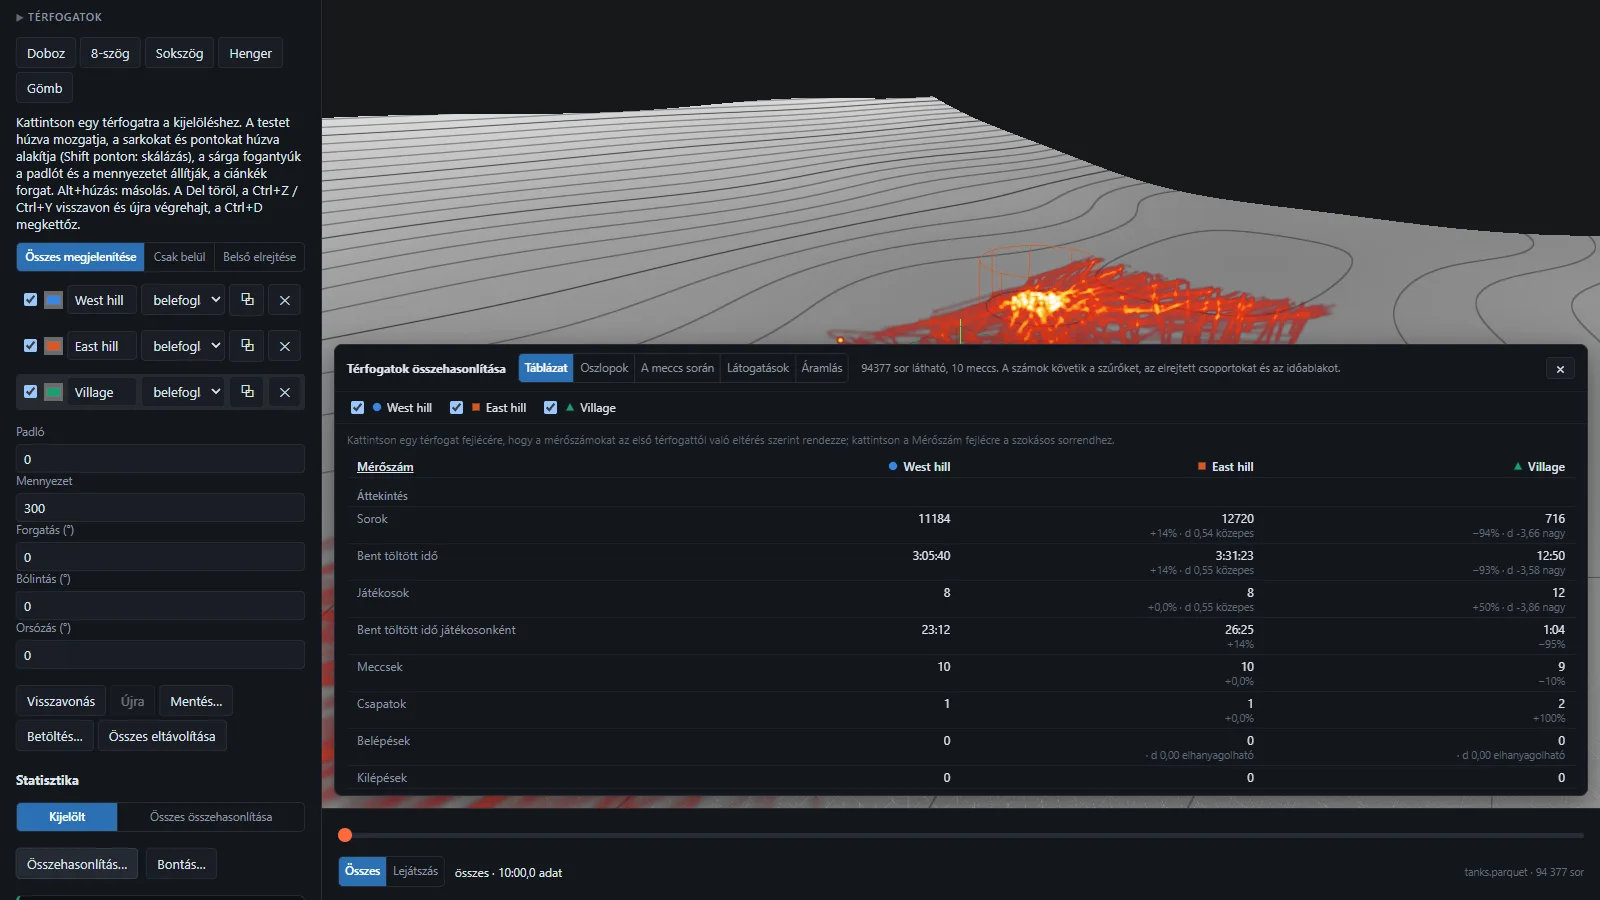 ▶ TÉRFOGATOK
Doboz 8-szög Sokszög Henger
Gömb
Kattintson egy térfogatra a kijelöléshez. A testet
húzva mozgatja, a sarkokat és pontokat húzva
alakítja (Shift ponton: skálázás), a sárga fogantyúk
a padlót és a mennyezetet állítják, a ciánkék
forgat. Alt+húzás: másolás. A Del töröl, a Ctrl+Z /
Ctrl+Y visszavon és újra végrehajt, a Ctrl+D
megkettőz.
Összes megjelenítése Csak belül Belső elrejtése
West hill belefogl
East hill belefogl
Village belefogl
Padló
0
Mennyezet
300
Forgatás (°)
0
Bólintás (°)
0
Orsózás (°)
0
Visszavonás Újra Mentés...
Betöltés... Összes eltávolítása
Statisztika
Kijelölt Összes összehasonlítása
Összehasonlítás... Bontás...
Térfogatok összehasonlítása Táblázat Oszlopok A meccs során Látogatások Áramlás 94377 sor látható, 10 meccs. A számok követik a szűrőket, az elrejtett csoportokat és az időablakot.
West hill East hill Village
Kattintson egy térfogat fejlécére, hogy a mérőszámokat az első térfogattól való eltérés szerint rendezze; kattintson a Mérőszám fejlécre a szokásos sorrendhez.
Mérőszám West hill East hill Village
Áttekintés
Sorok 11184 12720 716
+14% · d 0,54 közepes −94% · d -3,66 nagy
Bent töltött idő 3:05:40 3:31:23 12:50
+14% · d 0,55 közepes −93% · d -3,58 nagy
Játékosok 8 8 12
+0,0% · d 0,55 közepes +50% · d -3,86 nagy
Bent töltött idő játékosonként 23:12 26:25 1:04
+14% −95%
Meccsek 10 10 9
+0,0% −10%
Csapatok 1 1 2
+0,0% +100%
Belépések 0 0 0
· d 0,00 elhanyagolható · d 0,00 elhanyagolható
Kilépések 0 0 0
Összes Lejátszás összes · 10:00,0 adat
tanks.parquet · 94 377 sor